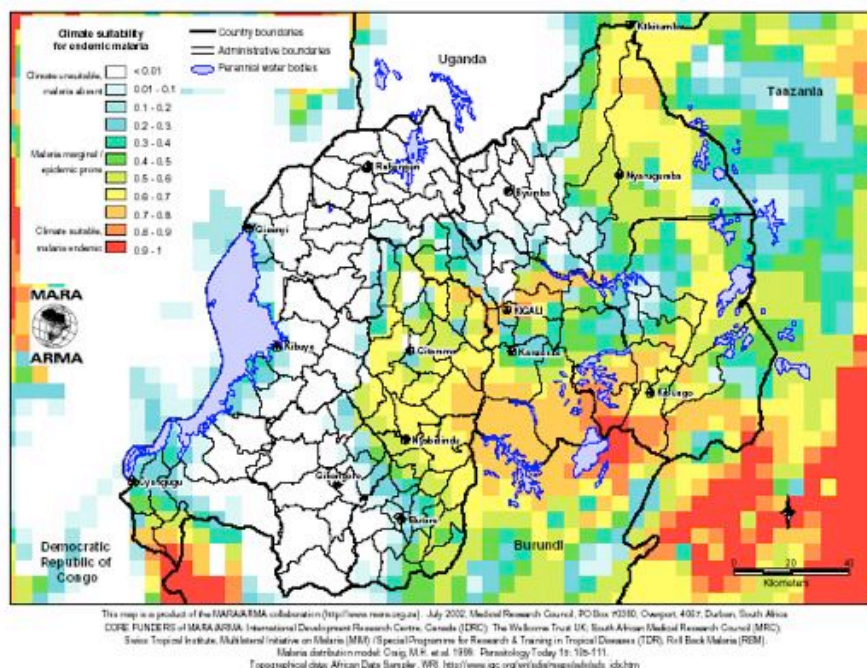 Climate suitability
for endemic malaria
Climate unsuitable,
malaria absent
Malaria marginal /
epidemic prone
Climate suitable,
malaria endemic
< 0.01
0.01 - 0.1
0.1 - 0.2
0.2 - 0.3
0.3 - 0.4
0.4 - 0.5
0.5 - 0.6
0.6 - 0.7
0.7 - 0.8
0.8 - 0.9
0.9 - 1
Country boundaries
Administrative boundaries
Perennial water bodies
Uganda
Tanzania
Byumba
Gisenyi
MARA
ARMA
KIGALI
Kibuye
Gitarama
Kibungo
Cyangugu
Gikongoro
Butare
Democratic
Republic of
Congo
Burundi
0 20 40
Kilometers
This map is a product of the MARA/ARMA collaboration (http://www.mara.org.za). July 2002, Medical Research Council, PO Box Overport, Durban, South Africa
CORE FUNDERS of MARA/ARMA: International Development Research Centre, Canada (IDRC); The Wellcome Trust UK; South African Medical Research Council (MRC);
Swiss Tropical Institute, Multilateral Initiative on Malaria (MIM) / Special Programme for Research & Training in Tropical Diseases (TDR), Roll Back Malaria (RBM).
Malaria distribution model: Craig, M.H. et al. 1999. Parasitology Today 15: 105-111.
Topographical data: African Data Sampler, WRI,